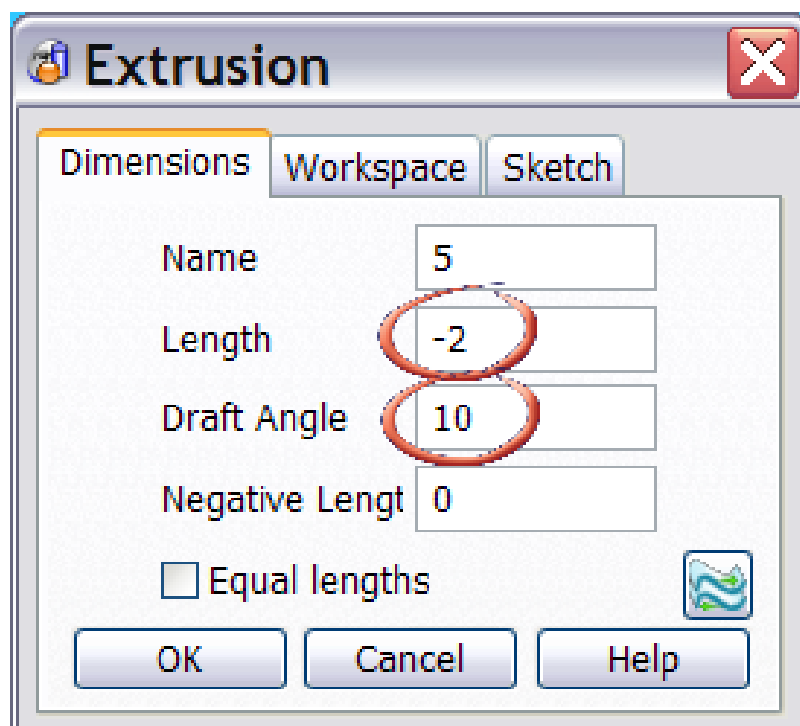 Extrusion
Dimensions Workspace Sketch
Name 5
Length -2
Draft Angle 10
Negative Lengt 0
Equal lengths
OK Cancel Help